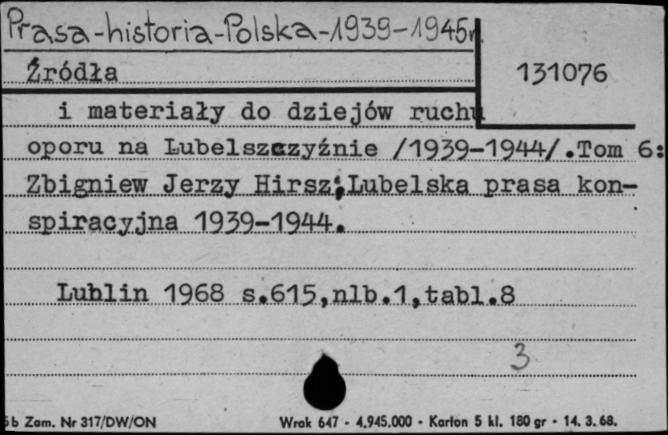 Prasa-historia-Polska-1939-1945r.
Źródła
131076
i materiały do dziejów ruchu
oporu na Lubelszczyźnie /1939-1944/.Tom 6:
Zbigniew Jerzy Hirsz;Lubelska prasa kon-
spiracyjna 1939-1944.
Lublin 1968 s.615,nlb.1,tabl.8
3
5b Zam. Nr 317/DW/ON Wrak 647 - 4.945.000 - Karton 5 kl. 180 gr - 14. 3. 68.